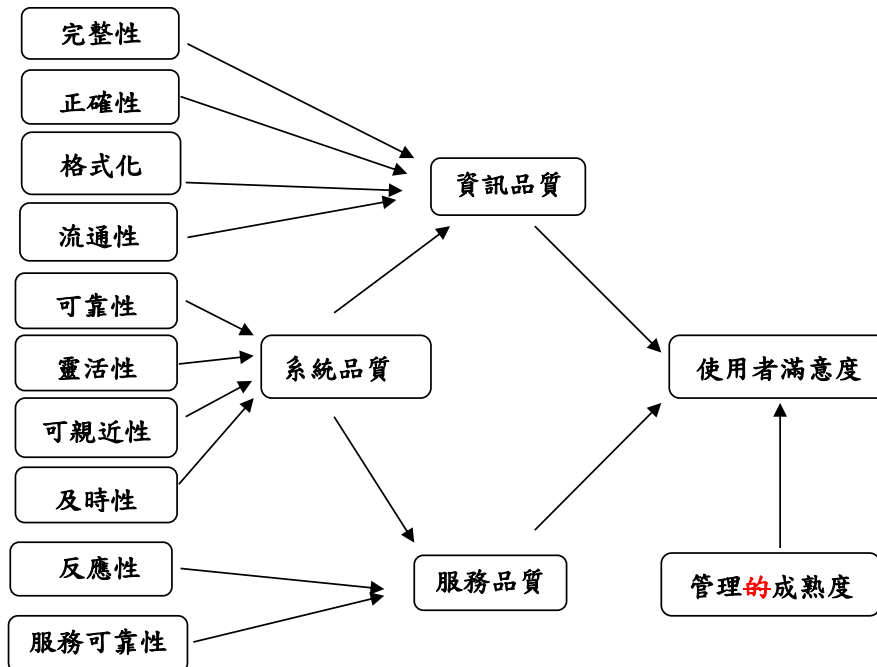 完整性
正確性
格式化
流通性
可靠性
靈活性
可親近性
及時性
反應性
服務可靠性
資訊品質
系統品質
服務品質
使用者滿意度
管理的成熟度